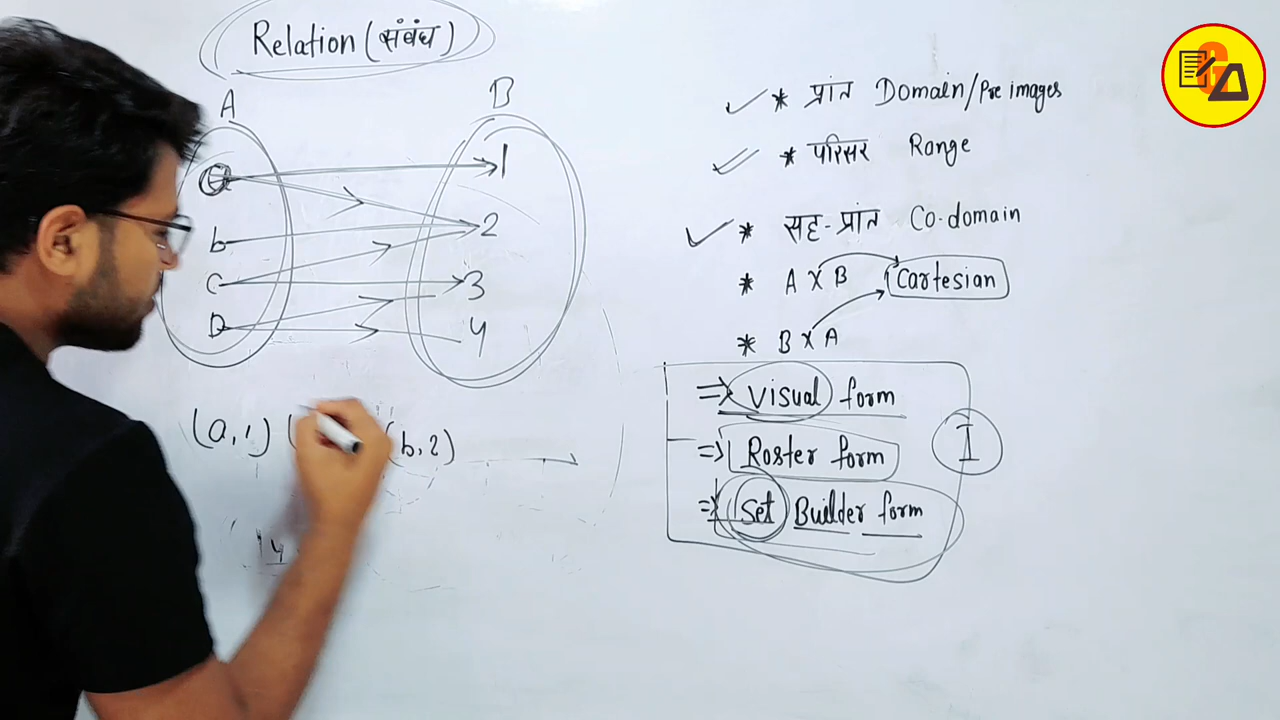 Relation (संबंध)
A
B
a
1
b
2
c
3
D
4
(a, 1) ( (b, 2)
* प्रांत Domain/Pre images
* परिसर Range
* सह-प्रांत Co-domain
* A X B Cartesian
* B X A
=> Visual form
=> Roster form
I
=> Set Builder form